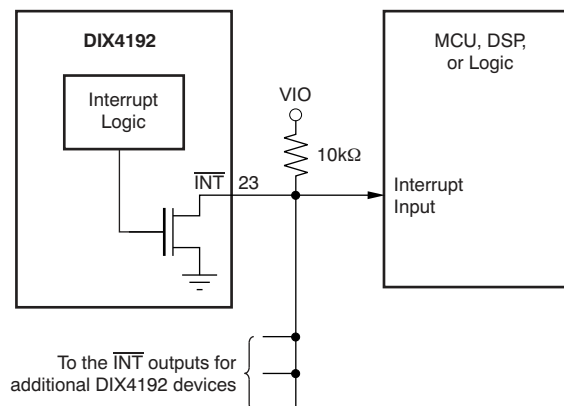 DIX4192
Interrupt
Logic
INT
23
VIO
10kΩ
MCU, DSP,
or Logic
Interrupt
Input
To the INT outputs for
additional DIX4192 devices